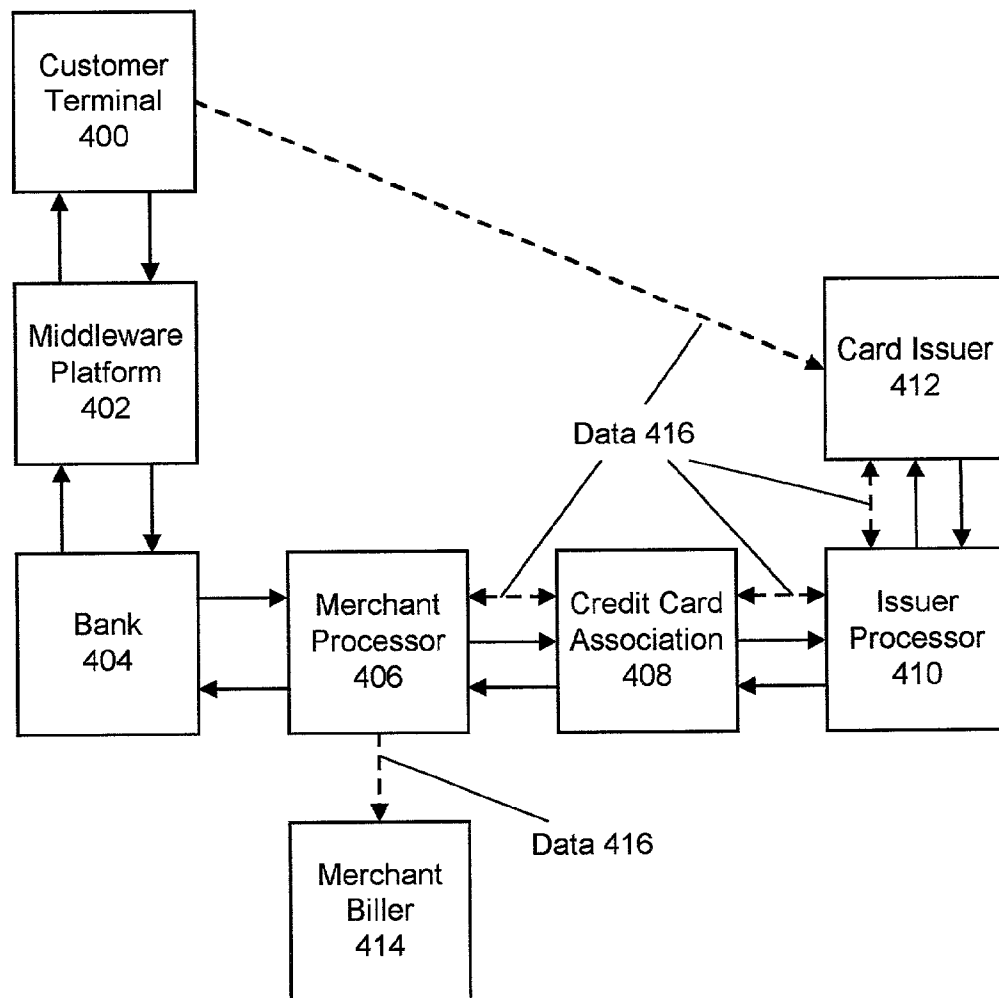 Customer
Terminal
400
Middleware
Platform
402
Card Issuer
412
Data 416
Bank
404
Merchant
Processor
406
Credit Card
Association
408
Issuer
Processor
410
Data 416
Merchant
Biller
414